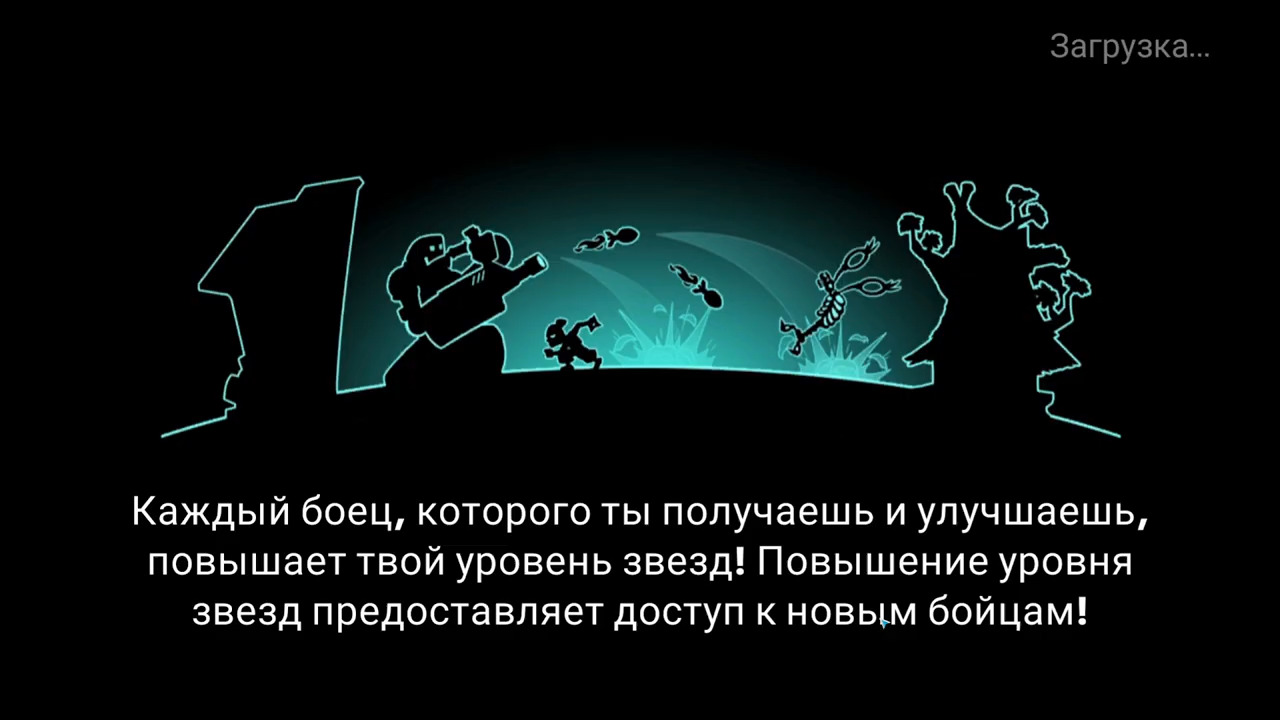 Загрузка...
Каждый боец, которого ты получаешь и улучшаешь,
повышает твой уровень звезд! Повышение уровня
звезд предоставляет доступ к новым бойцам!